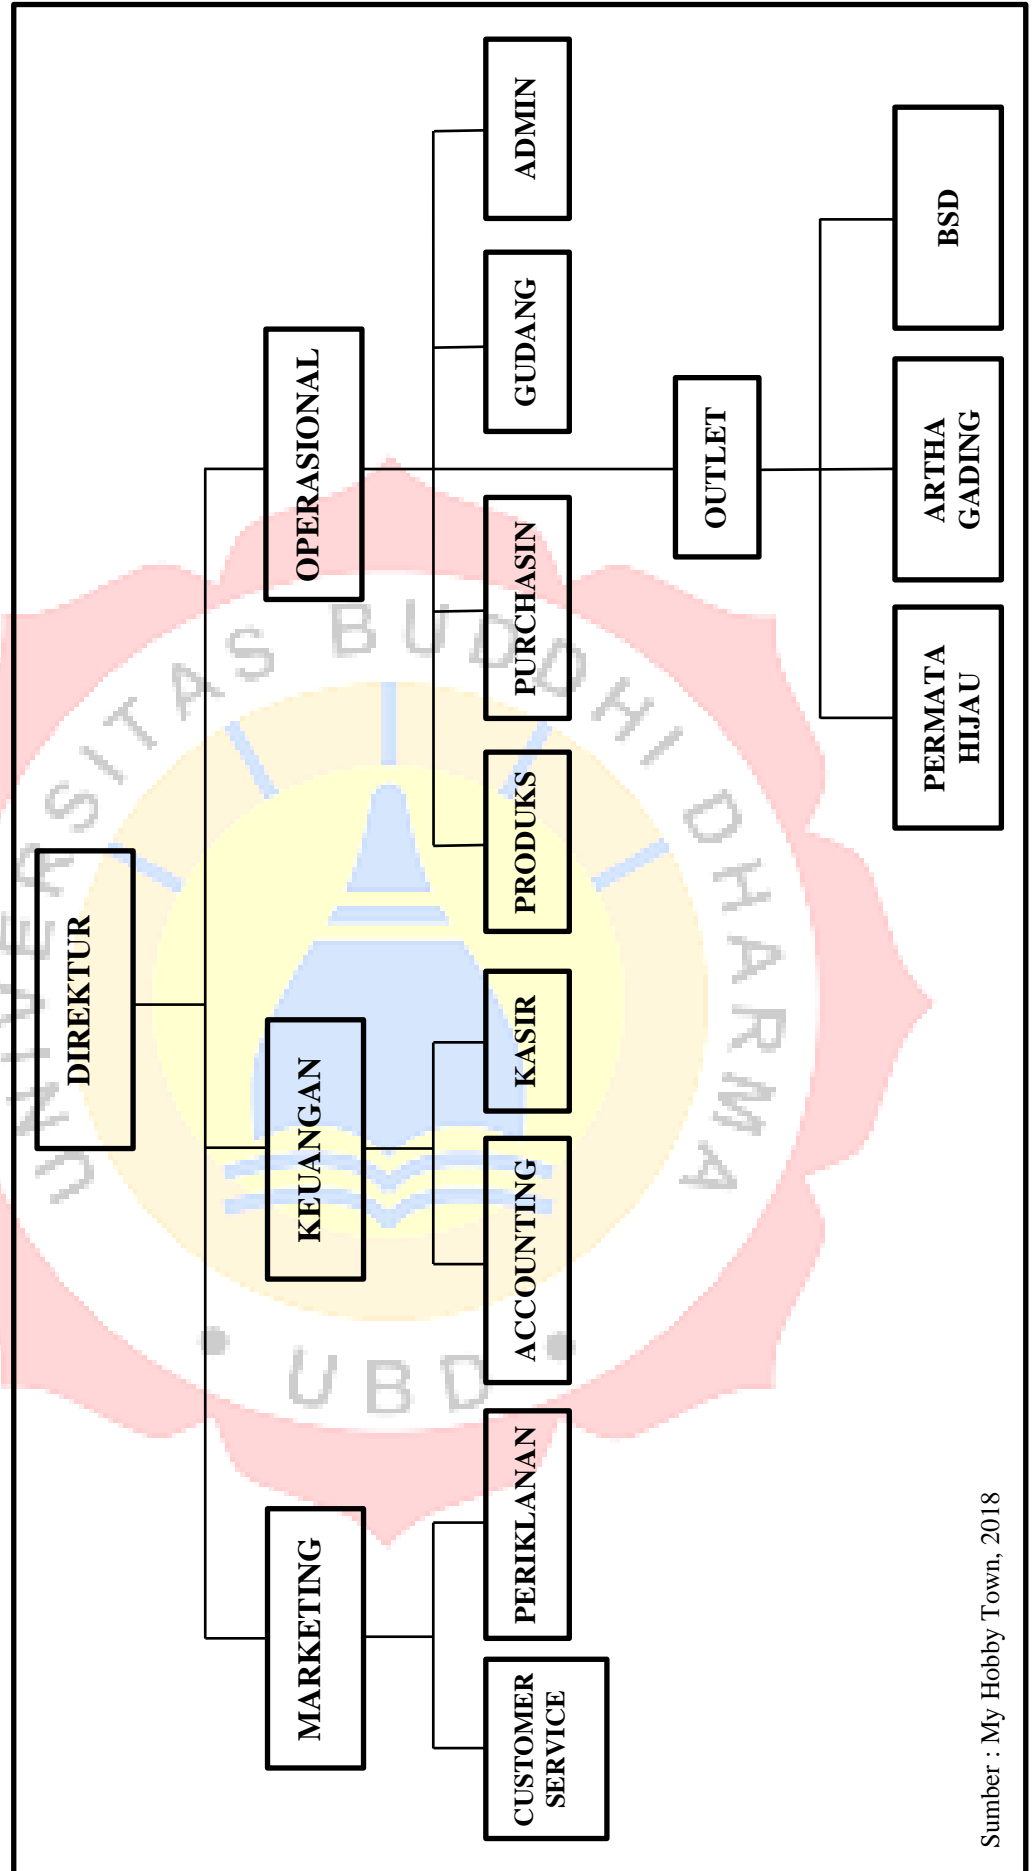 DIREKTUR
MARKETING
KEUANGAN
OPERASIONAL
CUSTOMER
SERVICE
PERIKLANAN
ACCOUNTING
KASIR
PRODUKS
PURCHASIN
GUDANG
ADMIN
OUTLET
PERMATA
HIJAU
ARTHA
GADING
BSD
Sumber : My Hobby Town, 2018
UNIVERSITAS BUDDHI DHARMA
• UBD •